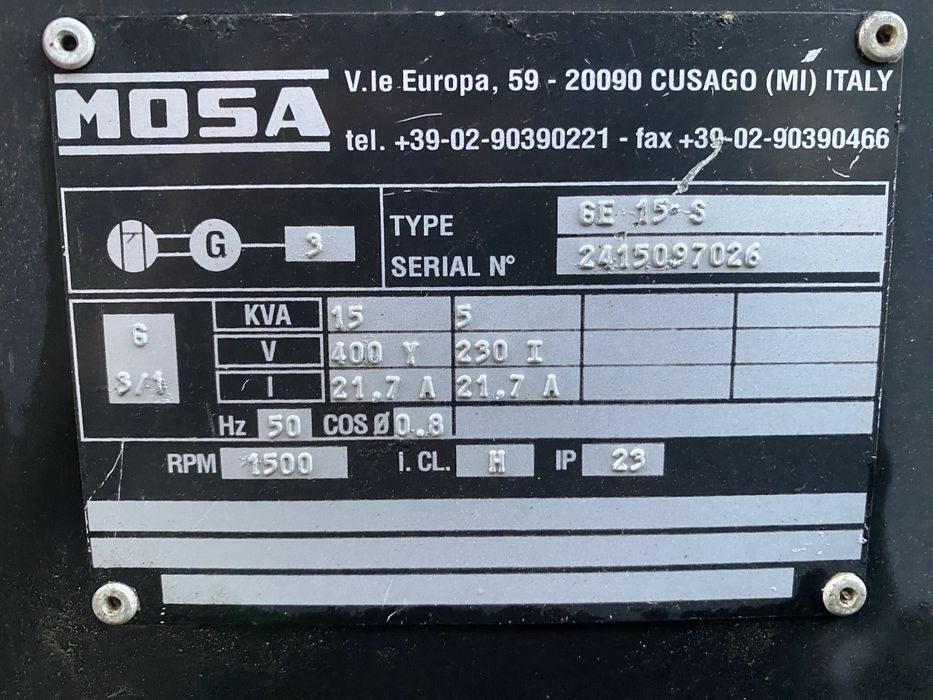 MOSA
V.le Europa, 59 - 20090 CUSAGO (MI) ITALY
tel. +39-02-90390221 - fax +39-02-90390466
G 3
TYPE GE 15 S
SERIAL N° 2415097026
G
3/1
KVA 15 5
V 400 Y 230 I
I 21,7 A 21,7 A
Hz 50 COS Ø 0.8
RPM 1500 I. CL. H IP 23